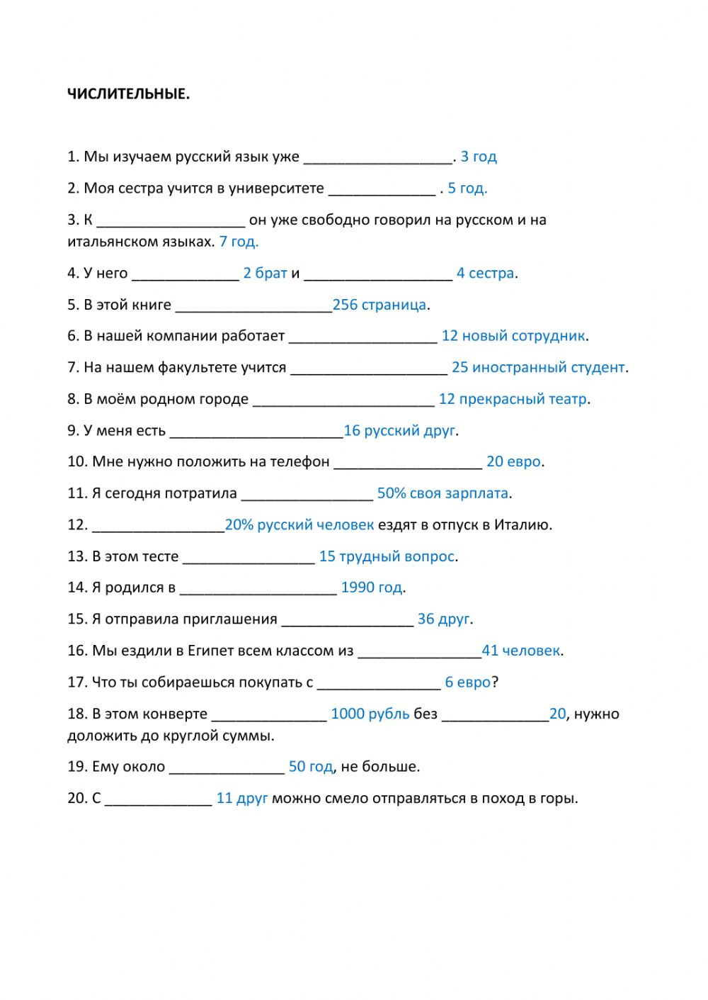 ЧИСЛИТЕЛЬНЫЕ.
1. Мы изучаем русский язык уже __________________. 3 год
2. Моя сестра учится в университете _____________ . 5 год.
3. К __________________ он уже свободно говорил на русском и на
итальянском языках. 7 год.
4. У него _____________ 2 брат и __________________ 4 сестра.
5. В этой книге ___________________256 страница.
6. В нашей компании работает __________________ 12 новый сотрудник.
7. На нашем факультете учится ___________________ 25 иностранный студент.
8. В моём родном городе ______________________ 12 прекрасный театр.
9. У меня есть _____________________16 русский друг.
10. Мне нужно положить на телефон __________________ 20 евро.
11. Я сегодня потратила ________________ 50% своя зарплата.
12. ________________20% русский человек ездят в отпуск в Италию.
13. В этом тесте ________________ 15 трудный вопрос.
14. Я родился в ___________________ 1990 год.
15. Я отправила приглашения ________________ 36 друг.
16. Мы ездили в Египет всем классом из _______________41 человек.
17. Что ты собираешься покупать с _______________ 6 евро?
18. В этом конверте ______________ 1000 рубль без _____________20, нужно
доложить до круглой суммы.
19. Ему около ______________ 50 год, не больше.
20. С _____________ 11 друг можно смело отправляться в поход в горы.